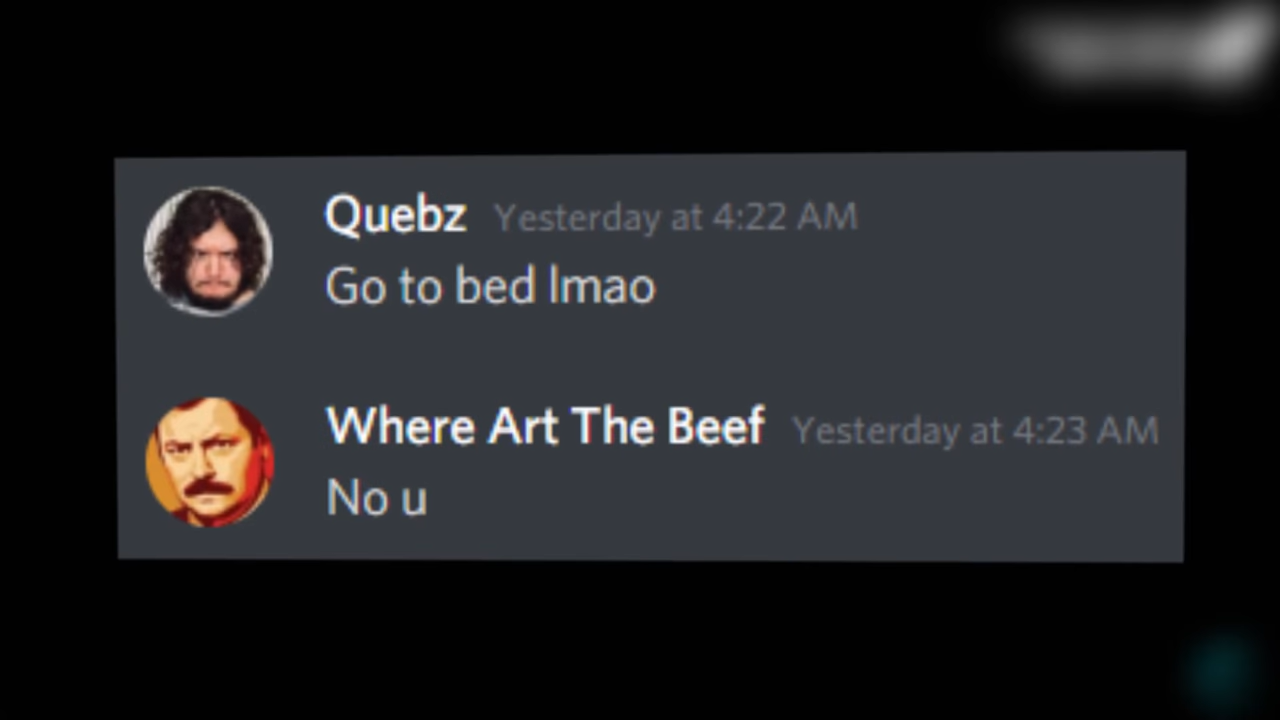 Quebz Yesterday at 4:22 AM
Go to bed lmao
Where Art The Beef Yesterday at 4:23 AM
No u